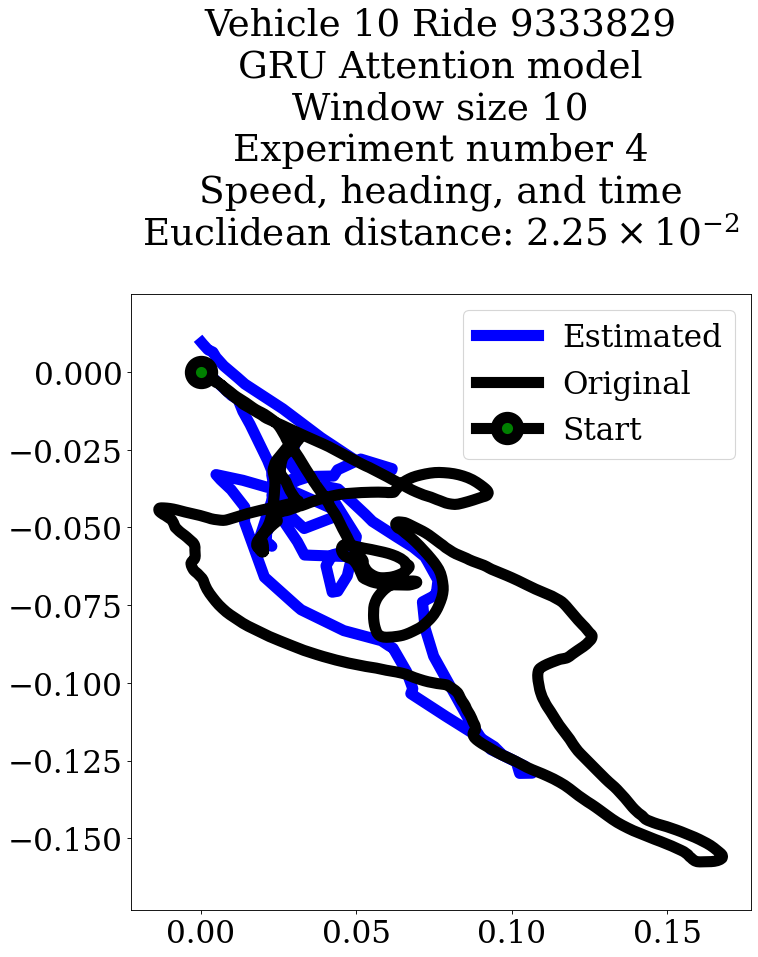 Vehicle 10 Ride 9333829
GRU Attention model
Window size 10
Experiment number 4
Speed, heading, and time
Euclidean distance: 2.25 × 10⁻²
Estimated
Original
Start
0.000
−0.025
−0.050
−0.075
−0.100
−0.125
−0.150
0.00 0.05 0.10 0.15